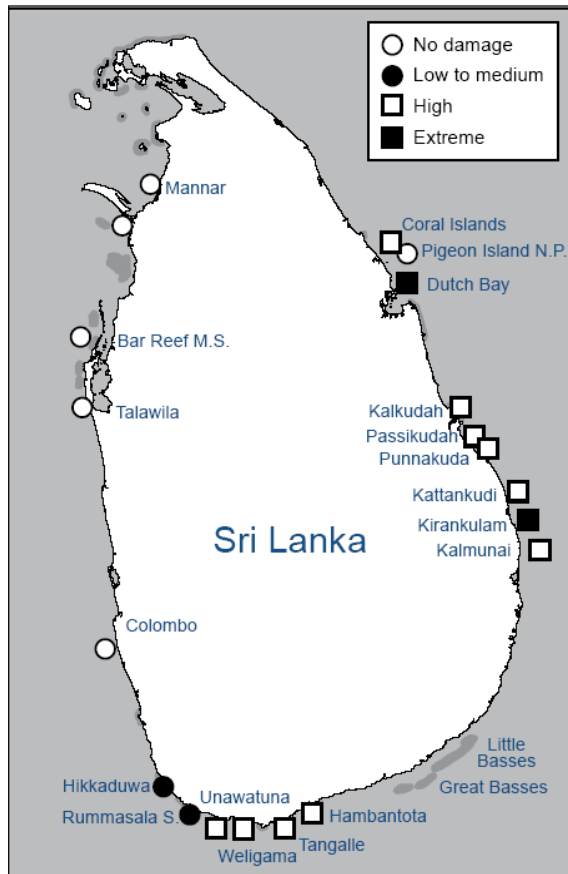 No damage
Low to medium
High
Extreme
Mannar
Coral Islands
Pigeon Island N.P.
Dutch Bay
Bar Reef M.S.
Talawila
Kalkudah
Passikudah
Punnakuda
Kattankudi
Kirankulam
Kalmunai
Sri Lanka
Colombo
Little
Basses
Great Basses
Hikkaduwa
Unawatuna
Rummasala S.
Hambantota
Tangalle
Weligama